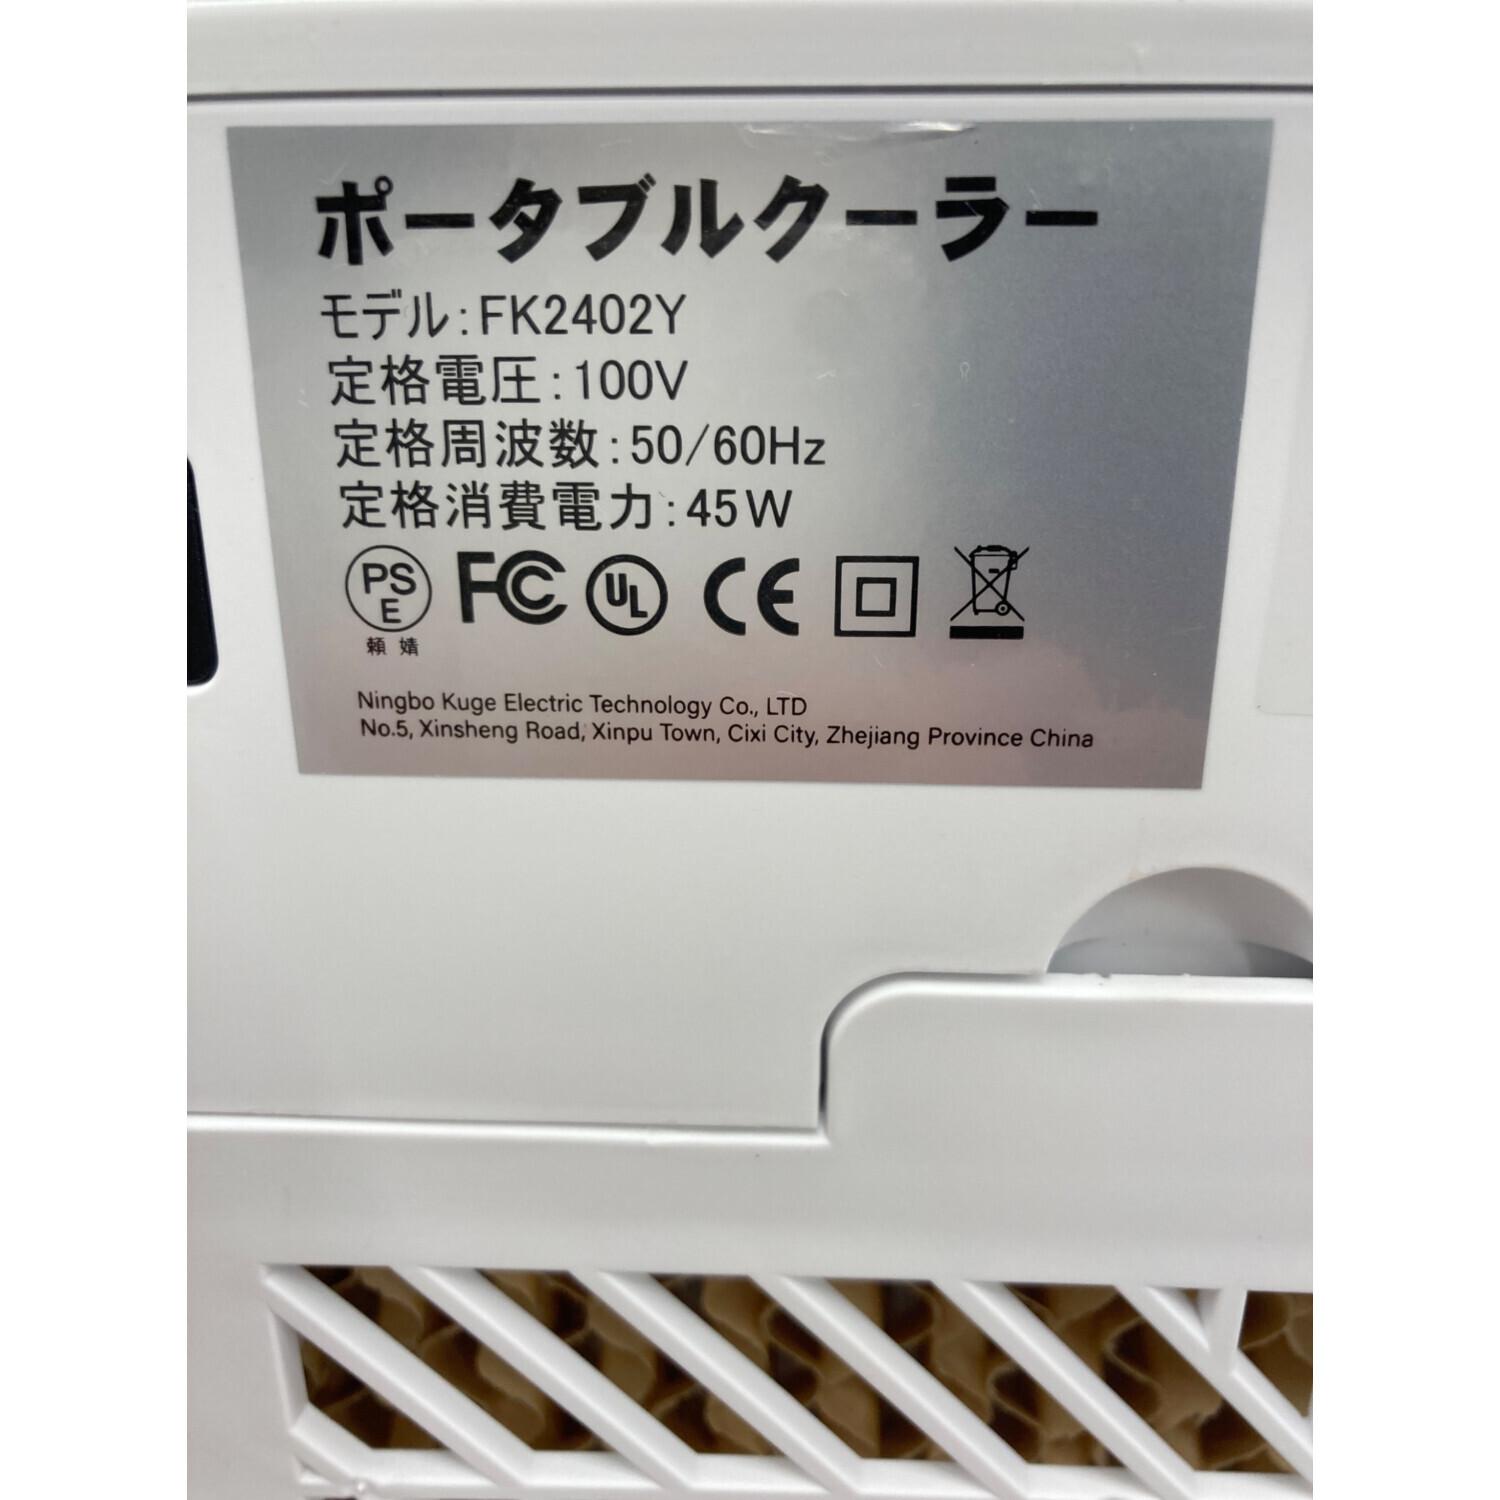 ポータブルクーラー
モデル:FK2402Y
定格電圧:100V
定格周波数:50/60Hz
定格消費電力:45W
PS E FC UL CE
頼 婧
Ningbo Kuge Electric Technology Co., LTD
No.5, Xinsheng Road, Xinpu Town, Cixi City, Zhejiang Province China